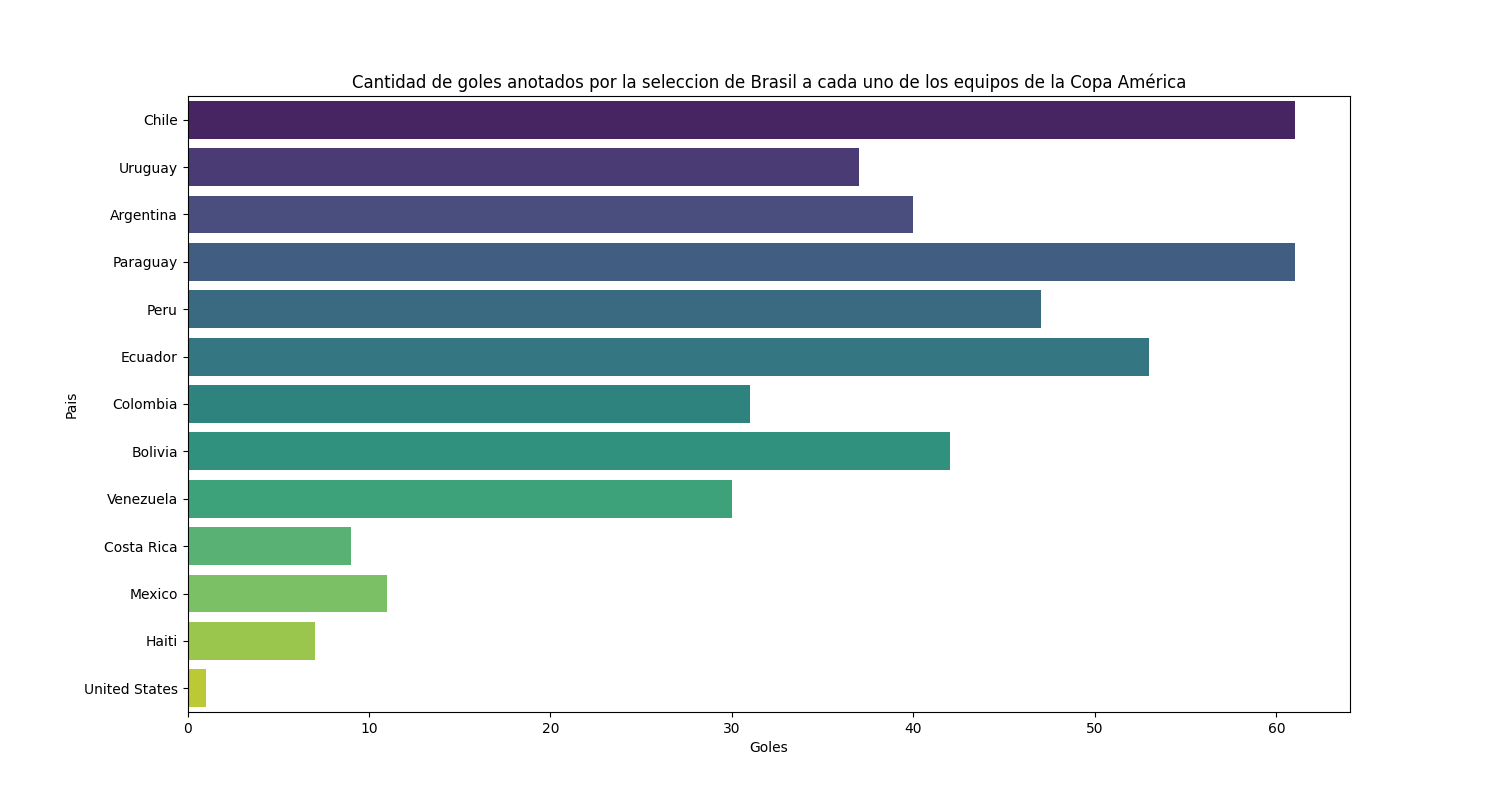 Cantidad de goles anotados por la seleccion de Brasil a cada uno de los equipos de la Copa América
Pais
Chile
Uruguay
Argentina
Paraguay
Peru
Ecuador
Colombia
Bolivia
Venezuela
Costa Rica
Mexico
Haiti
United States
0 10 20 30 40 50 60
Goles